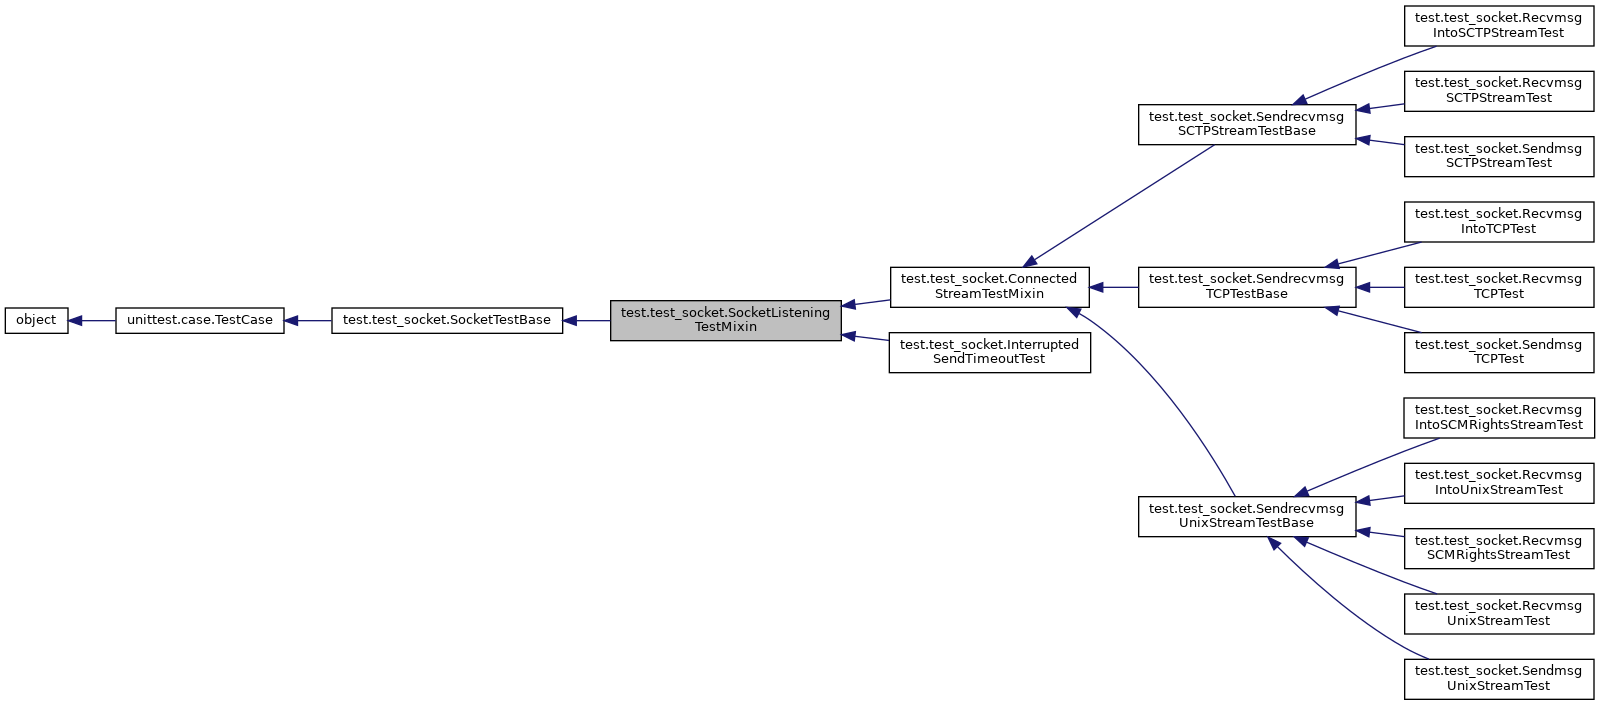 object
unittest.case.TestCase
test.test_socket.SocketTestBase
test.test_socket.SocketListening
TestMixin
test.test_socket.Connected
StreamTestMixin
test.test_socket.Interrupted
SendTimeoutTest
test.test_socket.Sendrecvmsg
SCTPStreamTestBase
test.test_socket.Sendrecvmsg
TCPTestBase
test.test_socket.Sendrecvmsg
UnixStreamTestBase
test.test_socket.Recvmsg
IntoSCTPStreamTest
test.test_socket.Recvmsg
SCTPStreamTest
test.test_socket.Sendmsg
SCTPStreamTest
test.test_socket.Recvmsg
IntoTCPTest
test.test_socket.Recvmsg
TCPTest
test.test_socket.Sendmsg
TCPTest
test.test_socket.Recvmsg
IntoSCMRightsStreamTest
test.test_socket.Recvmsg
IntoUnixStreamTest
test.test_socket.Recvmsg
SCMRightsStreamTest
test.test_socket.Recvmsg
UnixStreamTest
test.test_socket.Sendmsg
UnixStreamTest